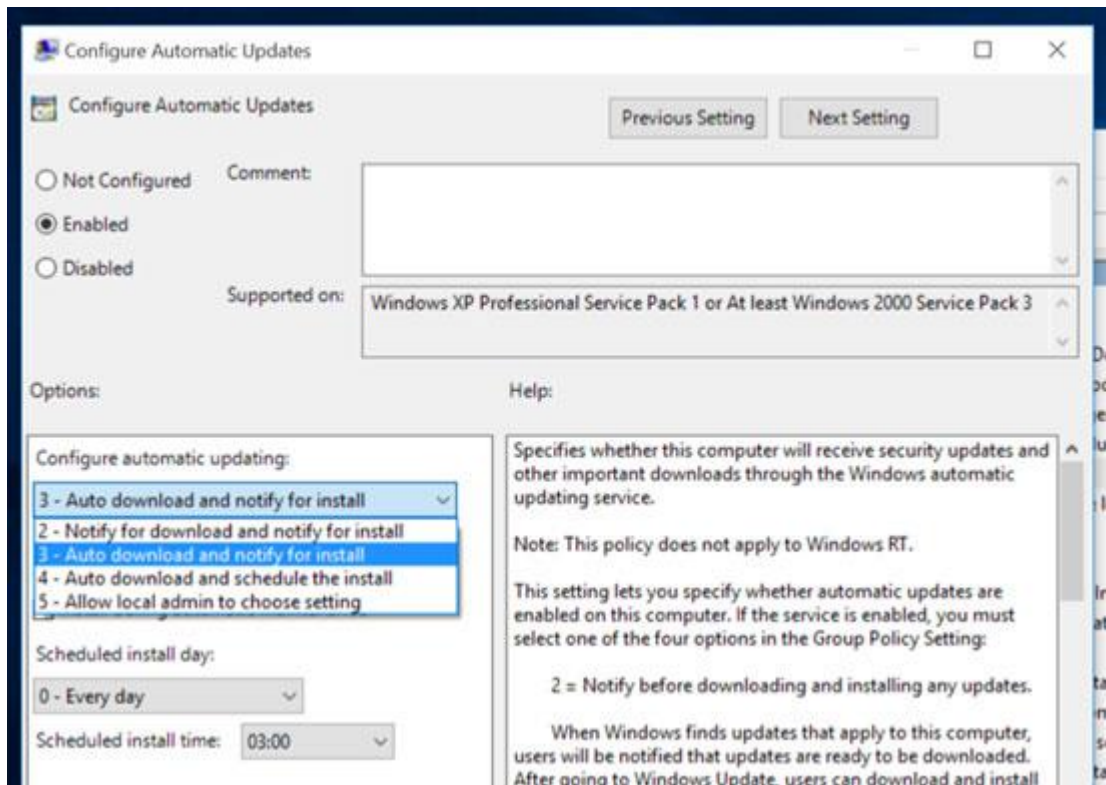 Configure Automatic Updates
Configure Automatic Updates
Previous Setting
Next Setting
Not Configured
Comment:
Enabled
Disabled
Supported on:
Windows XP Professional Service Pack 1 or At least Windows 2000 Service Pack 3
Options:
Help:
Configure automatic updating:
3 - Auto download and notify for install
2 - Notify for download and notify for install
3 - Auto download and notify for install
4 - Auto download and schedule the install
5 - Allow local admin to choose setting
Scheduled install day:
0 - Every day
Scheduled install time:
03:00
Specifies whether this computer will receive security updates and
other important downloads through the Windows automatic
updating service.
Note: This policy does not apply to Windows RT.
This setting lets you specify whether automatic updates are
enabled on this computer. If the service is enabled, you must
select one of the four options in the Group Policy Setting:
2 = Notify before downloading and installing any updates.
When Windows finds updates that apply to this computer,
users will be notified that updates are ready to be downloaded.
After going to Windows Update, users can download and install